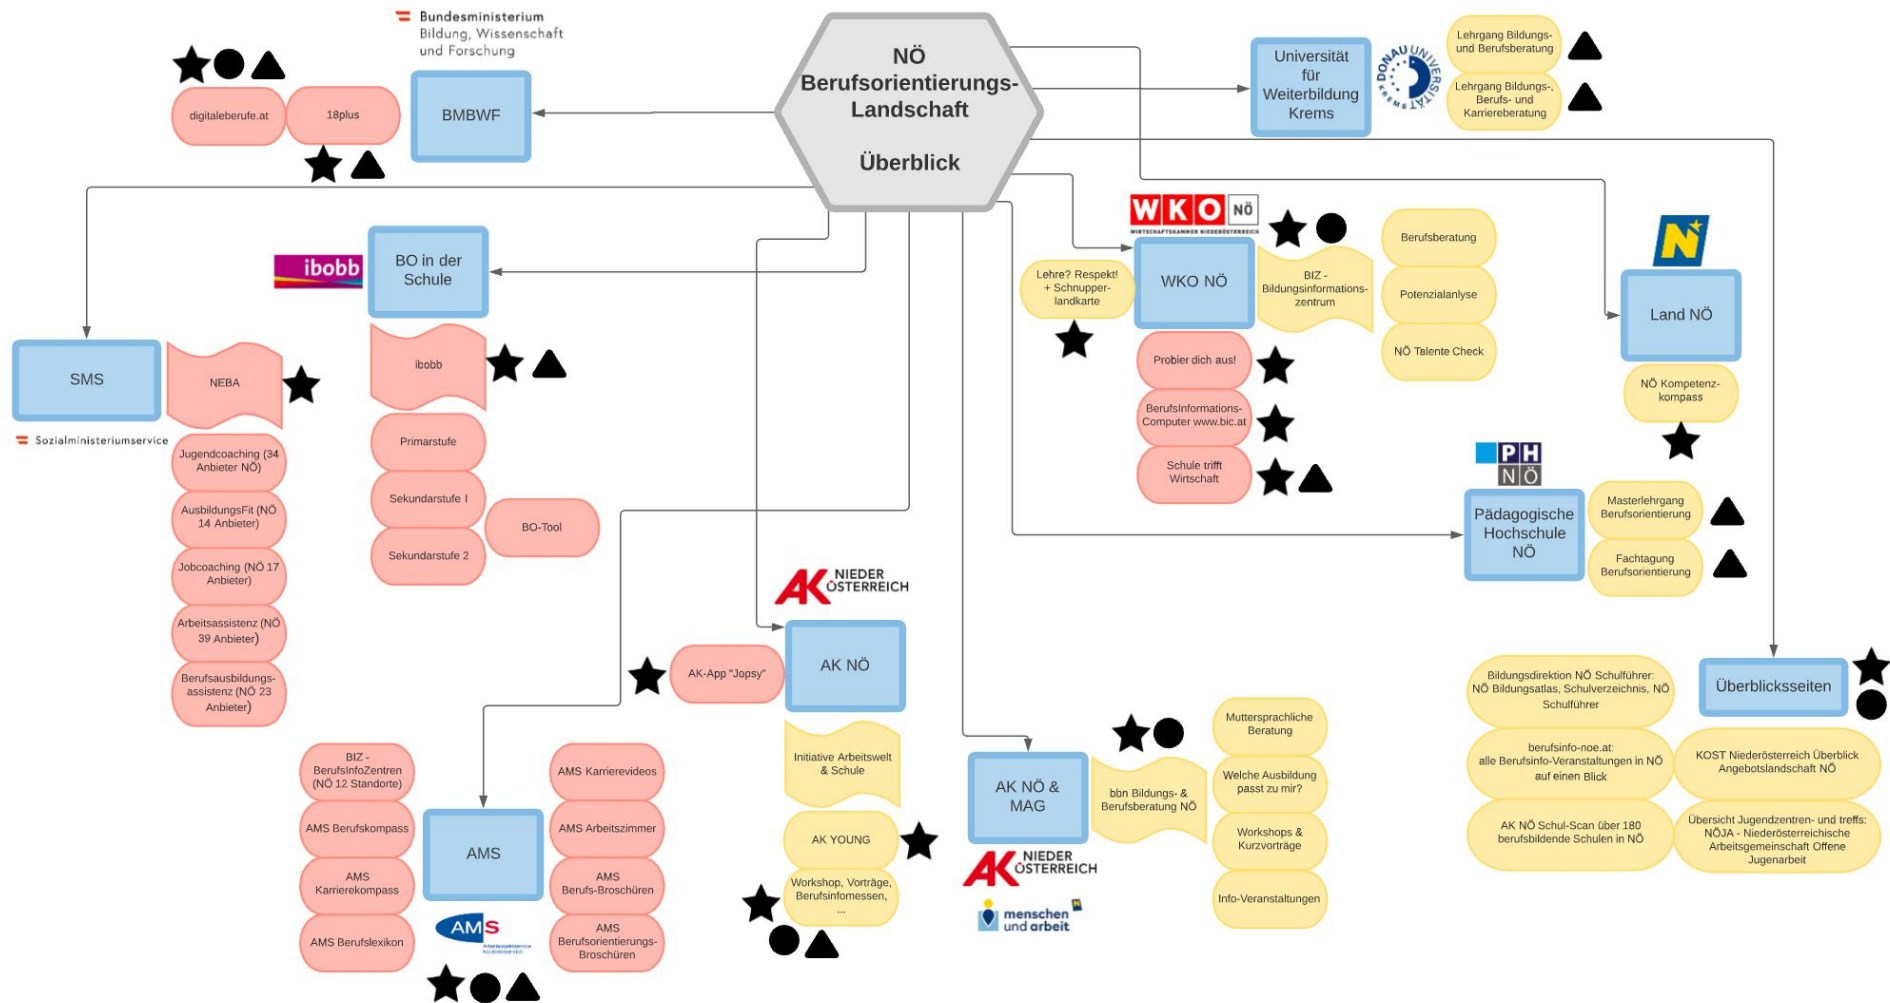 NÖ
Berufsorientierungs-
Landschaft
Überblick
Bundesministerium
Bildung, Wissenschaft
und Forschung
digitaleberufe.at
18plus
BMBWF
Universität
für
Weiterbildung
Krems
DONAU UNIVERSITÄT
KREMS
Lehrgang Bildungs-
und Berufsberatung
Lehrgang Bildungs-,
Berufs- und
Karriereberatung
ibobb
BO in der
Schule
ibobb
Primarstufe
Sekundarstufe I
Sekundarstufe 2
BO-Tool
SMS
Sozialministeriumservice
NEBA
Jugendcoaching (34
Anbieter NÖ)
AusbildungsFit (NÖ
14 Anbieter)
Jobcoaching (NÖ 17
Anbieter)
Arbeitsassistenz (NÖ
39 Anbieter)
Berufsausbildungs-
assistenz (NÖ 23
Anbieter)
WKO NÖ
WIRTSCHAFTSKAMMER NIEDERÖSTERREICH
Lehre? Respekt!
+ Schnupper-
landkarte
WKO NÖ
BIZ -
Bildungsinformations-
zentrum
Berufsberatung
Potenzialanlyse
NÖ Talente Check
Probier dich aus!
BerufsInformations-
Computer www.bic.at
Schule trifft
Wirtschaft
N
Land NÖ
NÖ Kompetenz-
kompass
PH
NÖ
Pädagogische
Hochschule
NÖ
Masterlehrgang
Berufsorientierung
Fachtagung
Berufsorientierung
AK NIEDER
ÖSTERREICH
AK-App "Jopsy"
AK NÖ
Initiative Arbeitswelt
& Schule
AK YOUNG
Workshop, Vorträge,
Berufsinfomessen,
...
BIZ -
BerufsInfoZentren
(NÖ 12 Standorte)
AMS Berufskompass
AMS
Karrierekompass
AMS Berufslexikon
AMS
AMS
Arbeitsmarktservice
Niederösterreich
AMS Karrierevideos
AMS Arbeitszimmer
AMS
Berufs-Broschüren
AMS
Berufsorientierungs-
Broschüren
AK NÖ &
MAG
AK NIEDER
ÖSTERREICH
menschen
und arbeit
bbn Bildungs- &
Berufsberatung NÖ
Muttersprachliche
Beratung
Welche Ausbildung
passt zu mir?
Workshops &
Kurzvorträge
Info-Veranstaltungen
Überblicksseiten
Bildungsdirektion NÖ Schulführer:
NÖ Bildungsatlas, Schulverzeichnis, NÖ
Schulführer
berufsinfo-noe.at:
alle Berufsinfo-Veranstaltungen in NÖ
auf einen Blick
KOST Niederösterreich Überblick
Angebotslandschaft NÖ
AK NÖ Schul-Scan über 180
berufsbildende Schulen in NÖ
Übersicht Jugendzentren- und treffs:
NÖJA - Niederösterreichische
Arbeitsgemeinschaft Offene
Jugenarbeit